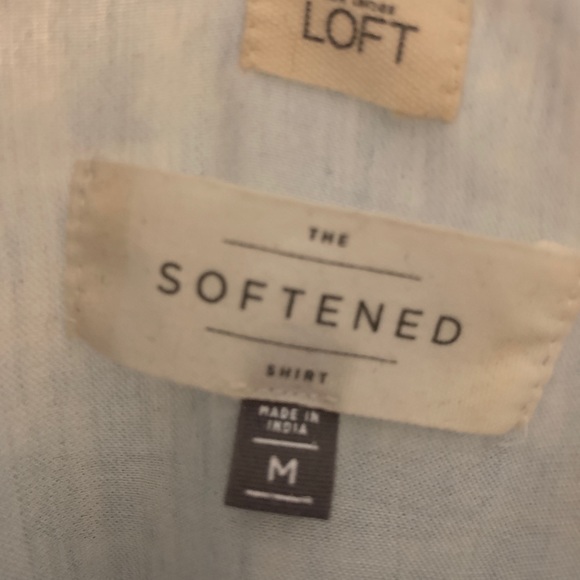 LOFT
THE
SOFTENED
SHIRT
MADE IN
INDIA
M